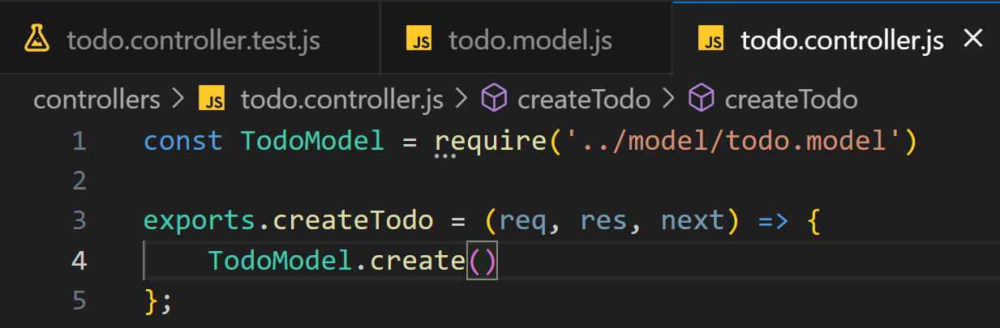 todo.controller.test.js JS todo.model.js JS todo.controller.js
controllers > JS todo.controller.js > createTodo > createTodo
1 const TodoModel = require('../model/todo.model')
2
3 exports.createTodo = (req, res, next) => {
4     TodoModel.create()
5 };